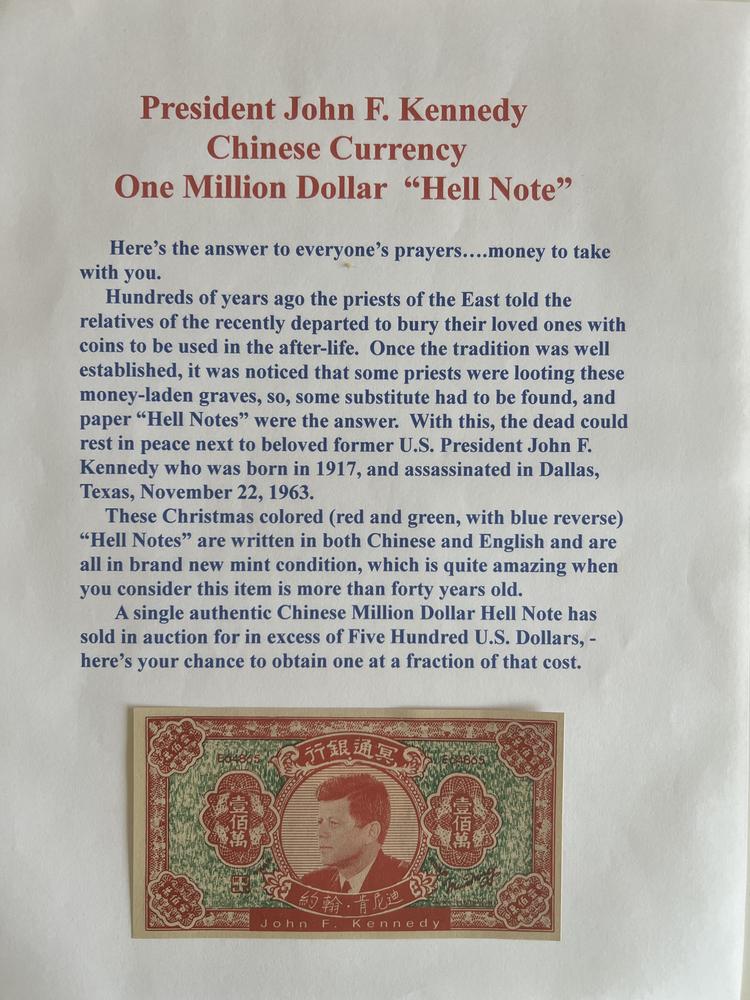 President John F. Kennedy
Chinese Currency
One Million Dollar “Hell Note”
Here’s the answer to everyone’s prayers….money to take
with you.
Hundreds of years ago the priests of the East told the
relatives of the recently departed to bury their loved ones with
coins to be used in the after-life. Once the tradition was well
established, it was noticed that some priests were looting these
money-laden graves, so, some substitute had to be found, and
paper “Hell Notes” were the answer. With this, the dead could
rest in peace next to beloved former U.S. President John F.
Kennedy who was born in 1917, and assassinated in Dallas,
Texas, November 22, 1963.
These Christmas colored (red and green, with blue reverse)
“Hell Notes” are written in both Chinese and English and are
all in brand new mint condition, which is quite amazing when
you consider this item is more than forty years old.
A single authentic Chinese Million Dollar Hell Note has
sold in auction for in excess of Five Hundred U.S. Dollars, -
here’s your chance to obtain one at a fraction of that cost.
行銀通冥
E64865 E64865
壹佰萬 壹佰萬
約翰·肯尼迪
John F. Kennedy